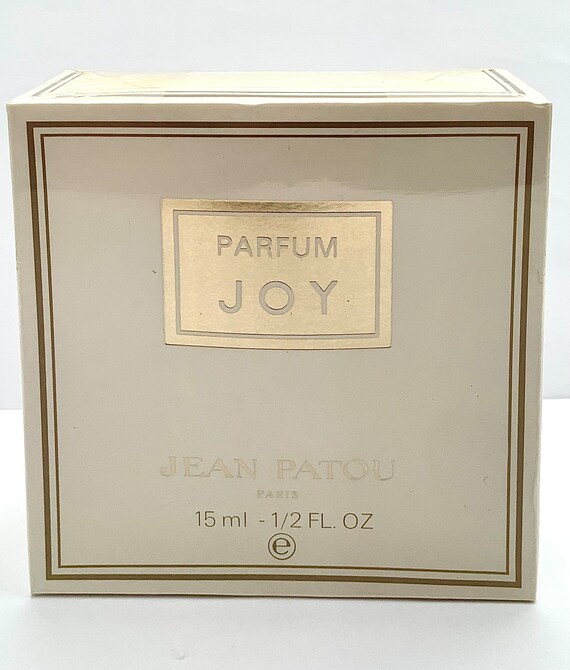 PARFUM
JOY
JEAN PATOU
PARIS
15 ml - 1/2 FL. OZ
℮